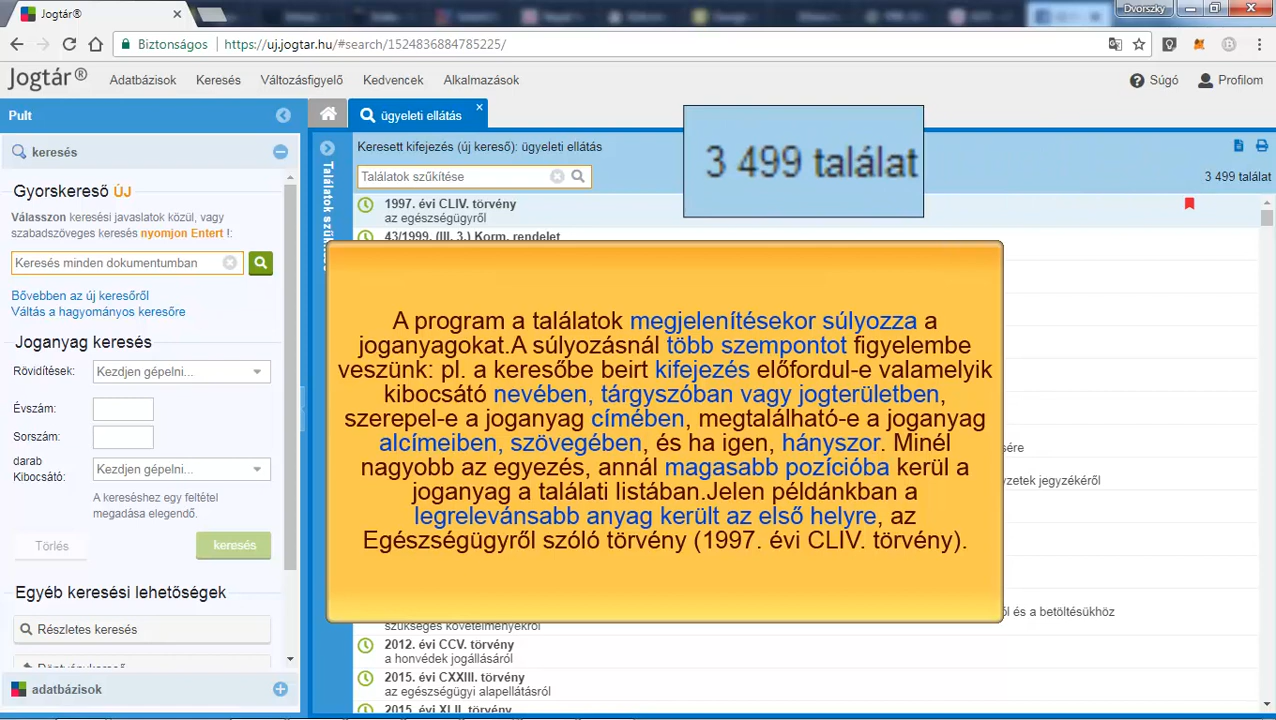 Jogtár®
Dvorszky
Biztonságos
https://uj.jogtar.hu/#search/1524836884785225/
Jogtár®
Adatbázisok
Keresés
Változásfigyelő
Kedvencek
Alkalmazások
Súgó
Profilom
Pult
ügyeleti ellátás
keresés
Gyorskereső ÚJ
Válasszon keresési javaslatok közül, vagy
szabadszöveges keresés nyomjon Entert !:
Keresés minden dokumentumban
Bővebben az új keresőről
Váltás a hagyományos keresőre
Joganyag keresés
Rövidítések:
Kezdjen gépelni...
Évszám:
Sorszám:
darab
Kibocsátó:
Kezdjen gépelni...
A kereséshez egy feltétel
megadása elegendő.
Törlés
keresés
Egyéb keresési lehetőségek
Részletes keresés
adatbázisok
Keresett kifejezés (új kereső): ügyeleti ellátás
Találatok szűkítése
3 499 találat
3 499 találat
1997. évi CLIV. törvény
az egészségügyről
43/1999. (III. 3.) Korm. rendelet
A program a találatok megjelenítésekor súlyozza a
joganyagokat.A súlyozásnál több szempontot figyelembe
veszünk: pl. a keresőbe beirt kifejezés előfordul-e valamelyik
kibocsátó nevében, tárgyszóban vagy jogterületben,
szerepel-e a joganyag címében, megtalálható-e a joganyag
alcímeiben, szövegében, és ha igen, hányszor. Minél
nagyobb az egyezés, annál magasabb pozícióba kerül a
joganyag a találati listában.Jelen példánkban a
legrelevánsabb anyag került az első helyre, az
Egészségügyről szóló törvény (1997. évi CLIV. törvény).
jegyzékéről
és a betöltésükhöz
szükséges követelményekről
2012. évi CCV. törvény
a honvédek jogállásáról
2015. évi CXXIII. törvény
az egészségügyi alapellátásról
2015. évi XLII. törvény